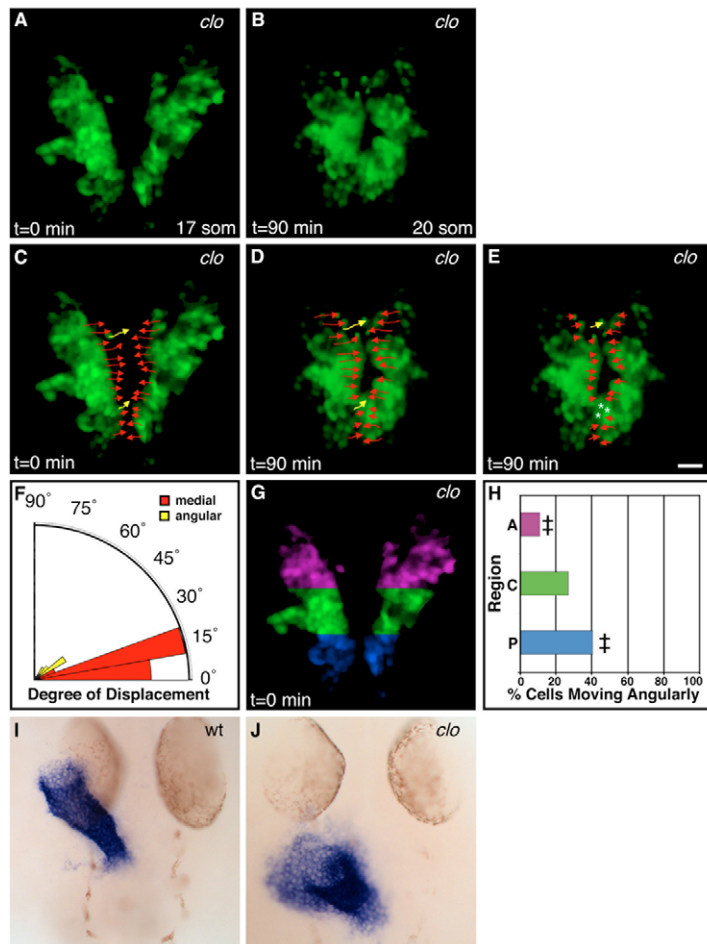 A clo
t=0 min 17 som
B clo
t=90 min 20 som
C clo
t=0 min
D clo
t=90 min
E clo
* * *
t=90 min
F
90°
75°
60°
45°
30°
15°
0°
medial
angular
Degree of Displacement
G clo
t=0 min
H
Region
A ‡
C
P ‡
0 20 40 60 80 100
% Cells Moving Angularly
I wt
J clo